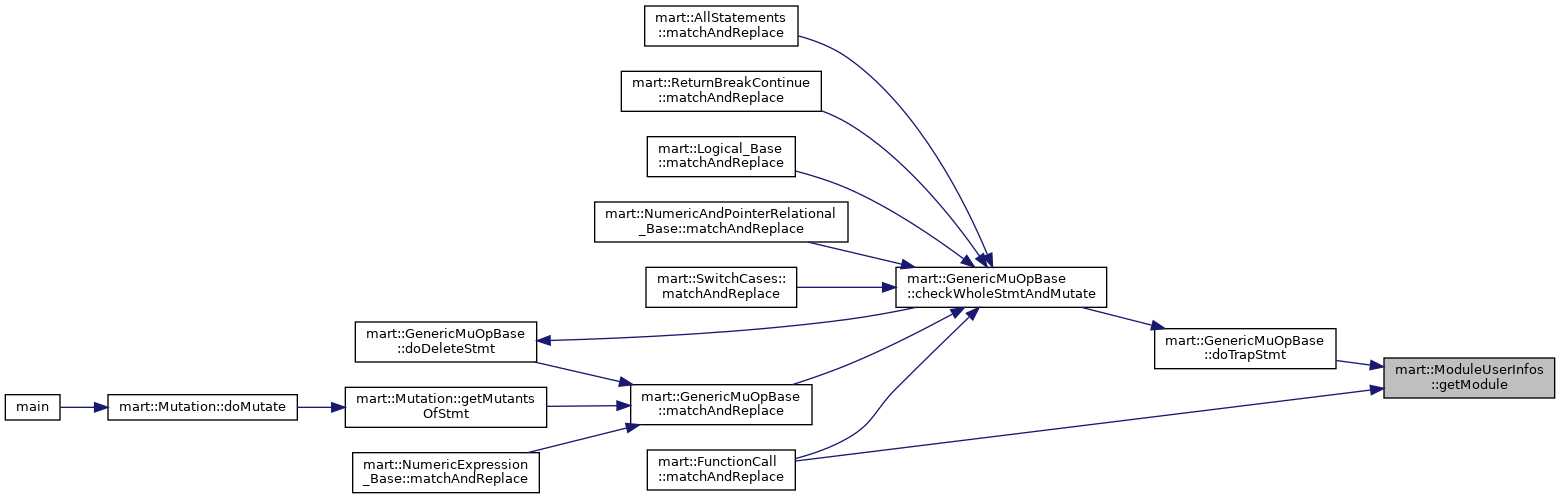 mart::AllStatements
::matchAndReplace
mart::ReturnBreakContinue
::matchAndReplace
mart::Logical_Base
::matchAndReplace
mart::NumericAndPointerRelational
_Base::matchAndReplace
mart::SwitchCases::
matchAndReplace
mart::GenericMuOpBase
::checkWholeStmtAndMutate
mart::GenericMuOpBase
::doDeleteStmt
mart::GenericMuOpBase
::doTrapStmt
mart::ModuleUserInfos
::getModule
main
mart::Mutation::doMutate
mart::Mutation::getMutants
OfStmt
mart::GenericMuOpBase
::matchAndReplace
mart::NumericExpression
_Base::matchAndReplace
mart::FunctionCall
::matchAndReplace